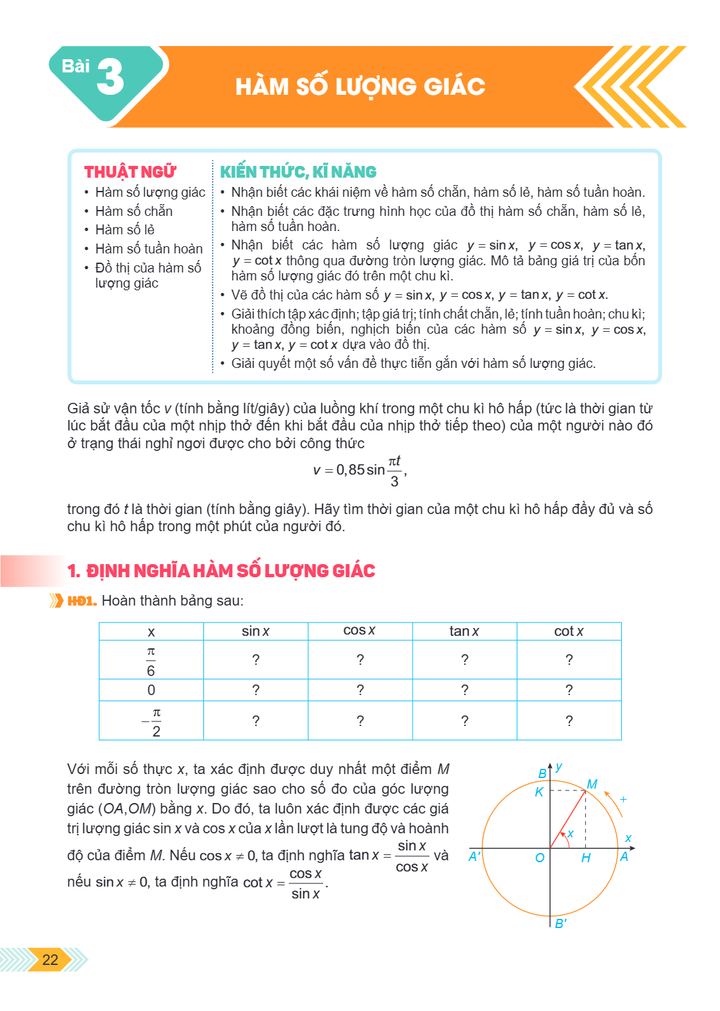 Bài 3
HÀM SỐ LƯỢNG GIÁC
THUẬT NGỮ
• Hàm số lượng giác
• Hàm số chẵn
• Hàm số lẻ
• Hàm số tuần hoàn
• Đồ thị của hàm số
lượng giác
KIẾN THỨC, KĨ NĂNG
• Nhận biết các khái niệm về hàm số chẵn, hàm số lẻ, hàm số tuần hoàn.
• Nhận biết các đặc trưng hình học của đồ thị hàm số chẵn, hàm số lẻ,
hàm số tuần hoàn.
• Nhận biết các hàm số lượng giác y = sin x, y = cos x, y = tan x,
y = cot x thông qua đường tròn lượng giác. Mô tả bảng giá trị của bốn
hàm số lượng giác đó trên một chu kì.
• Vẽ đồ thị của các hàm số y = sin x, y = cos x, y = tan x, y = cot x.
• Giải thích tập xác định; tập giá trị; tính chất chẵn, lẻ; tính tuần hoàn; chu kì;
khoảng đồng biến, nghịch biến của các hàm số y = sin x, y = cos x,
y = tan x, y = cot x dựa vào đồ thị.
• Giải quyết một số vấn đề thực tiễn gắn với hàm số lượng giác.
Giả sử vận tốc v (tính bằng lít/giây) của luồng khí trong một chu kì hô hấp (tức là thời gian từ
lúc bắt đầu của một nhịp thở đến khi bắt đầu của nhịp thở tiếp theo) của một người nào đó
ở trạng thái nghỉ ngơi được cho bởi công thức
v = 0,85 sin πt/3,
trong đó t là thời gian (tính bằng giây). Hãy tìm thời gian của một chu kì hô hấp đầy đủ và số
chu kì hô hấp trong một phút của người đó.
1. ĐỊNH NGHĨA HÀM SỐ LƯỢNG GIÁC
HĐ1. Hoàn thành bảng sau:
x sin x cos x tan x cot x
π/6 ? ? ? ?
0 ? ? ? ?
−π/2 ? ? ? ?
Với mỗi số thực x, ta xác định được duy nhất một điểm M
trên đường tròn lượng giác sao cho số đo của góc lượng
giác (OA,OM) bằng x. Do đó, ta luôn xác định được các giá
trị lượng giác sin x và cos x của x lần lượt là tung độ và hoành
độ của điểm M. Nếu cos x ≠ 0, ta định nghĩa tan x = sin x/cos x và
nếu sin x ≠ 0, ta định nghĩa cot x = cos x/sin x.
B y
K M
+
x
x
A' O H A
B'
22